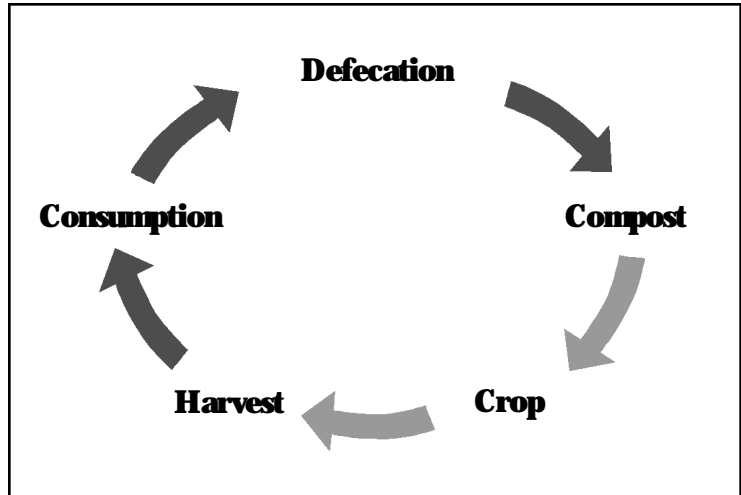 Defecation
Consumption
Compost
Harvest
Crop